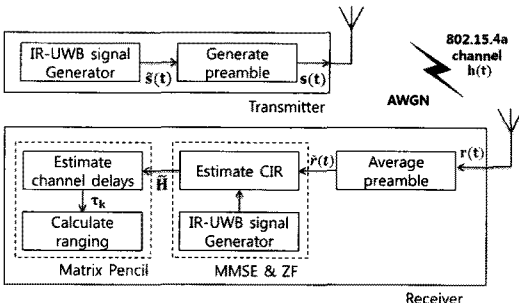 IR-UWB signal
Generator
s̃(t)
Generate
preamble
s(t)
Transmitter
802.15.4a
channel
h(t)
AWGN
Estimate
channel delays
τₖ
Calculate
ranging
Matrix Pencil
H̃
Estimate CIR
IR-UWB signal
Generator
MMSE & ZF
r̃(t)
Average
preamble
r(t)
Receiver